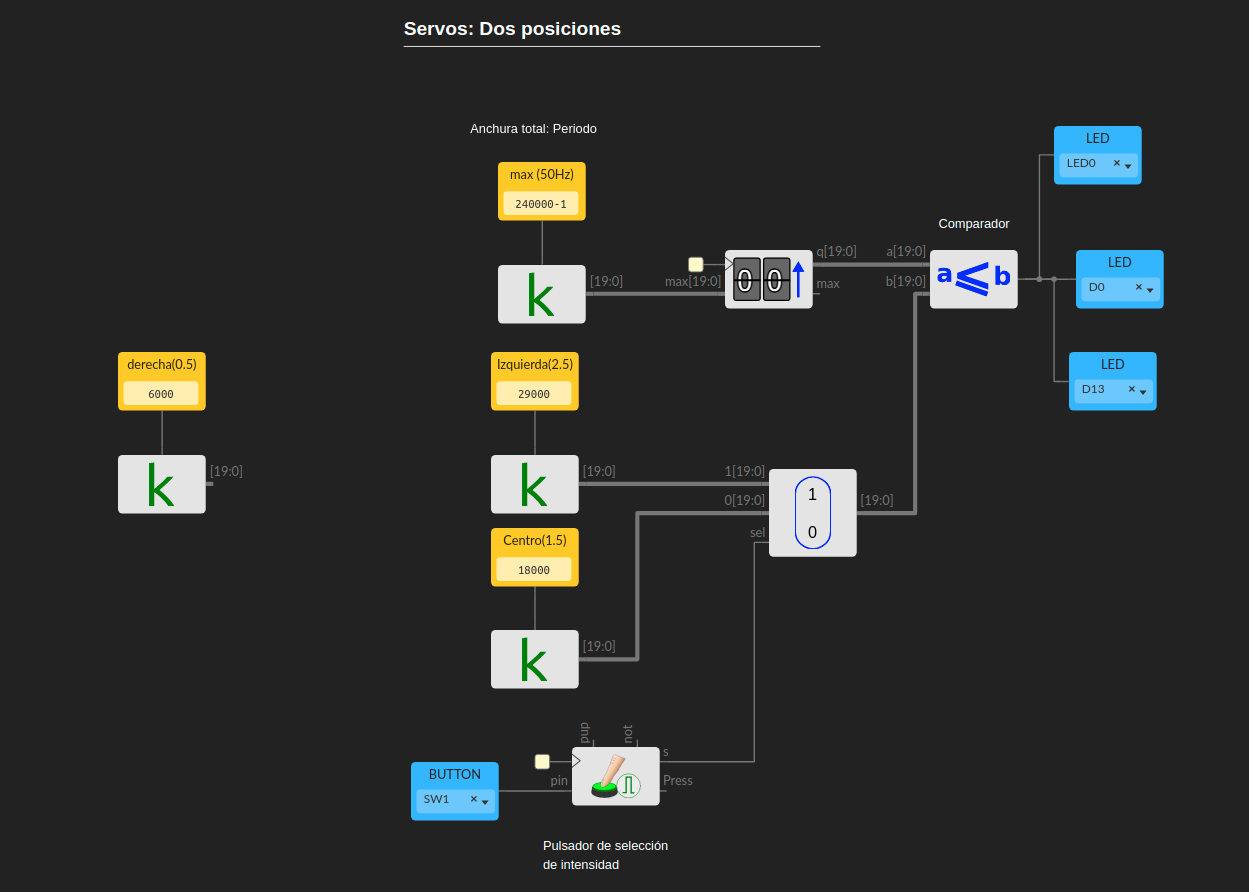 Servos: Dos posiciones
Anchura total: Periodo
max (50Hz)
240000-1
k
[19:0]
max[19:0]
0 0
q[19:0]
max
Comparador
a[19:0]
b[19:0]
a⩽b
LED
LED0 ×
LED
D0 ×
LED
D13 ×
derecha(0.5)
6000
k
[19:0]
Izquierda(2.5)
29000
k
[19:0]
Centro(1.5)
18000
k
[19:0]
1[19:0]
0[19:0]
sel
1
0
[19:0]
BUTTON
SW1 ×
pin
pup
not
s
Press
Pulsador de selección
de intensidad